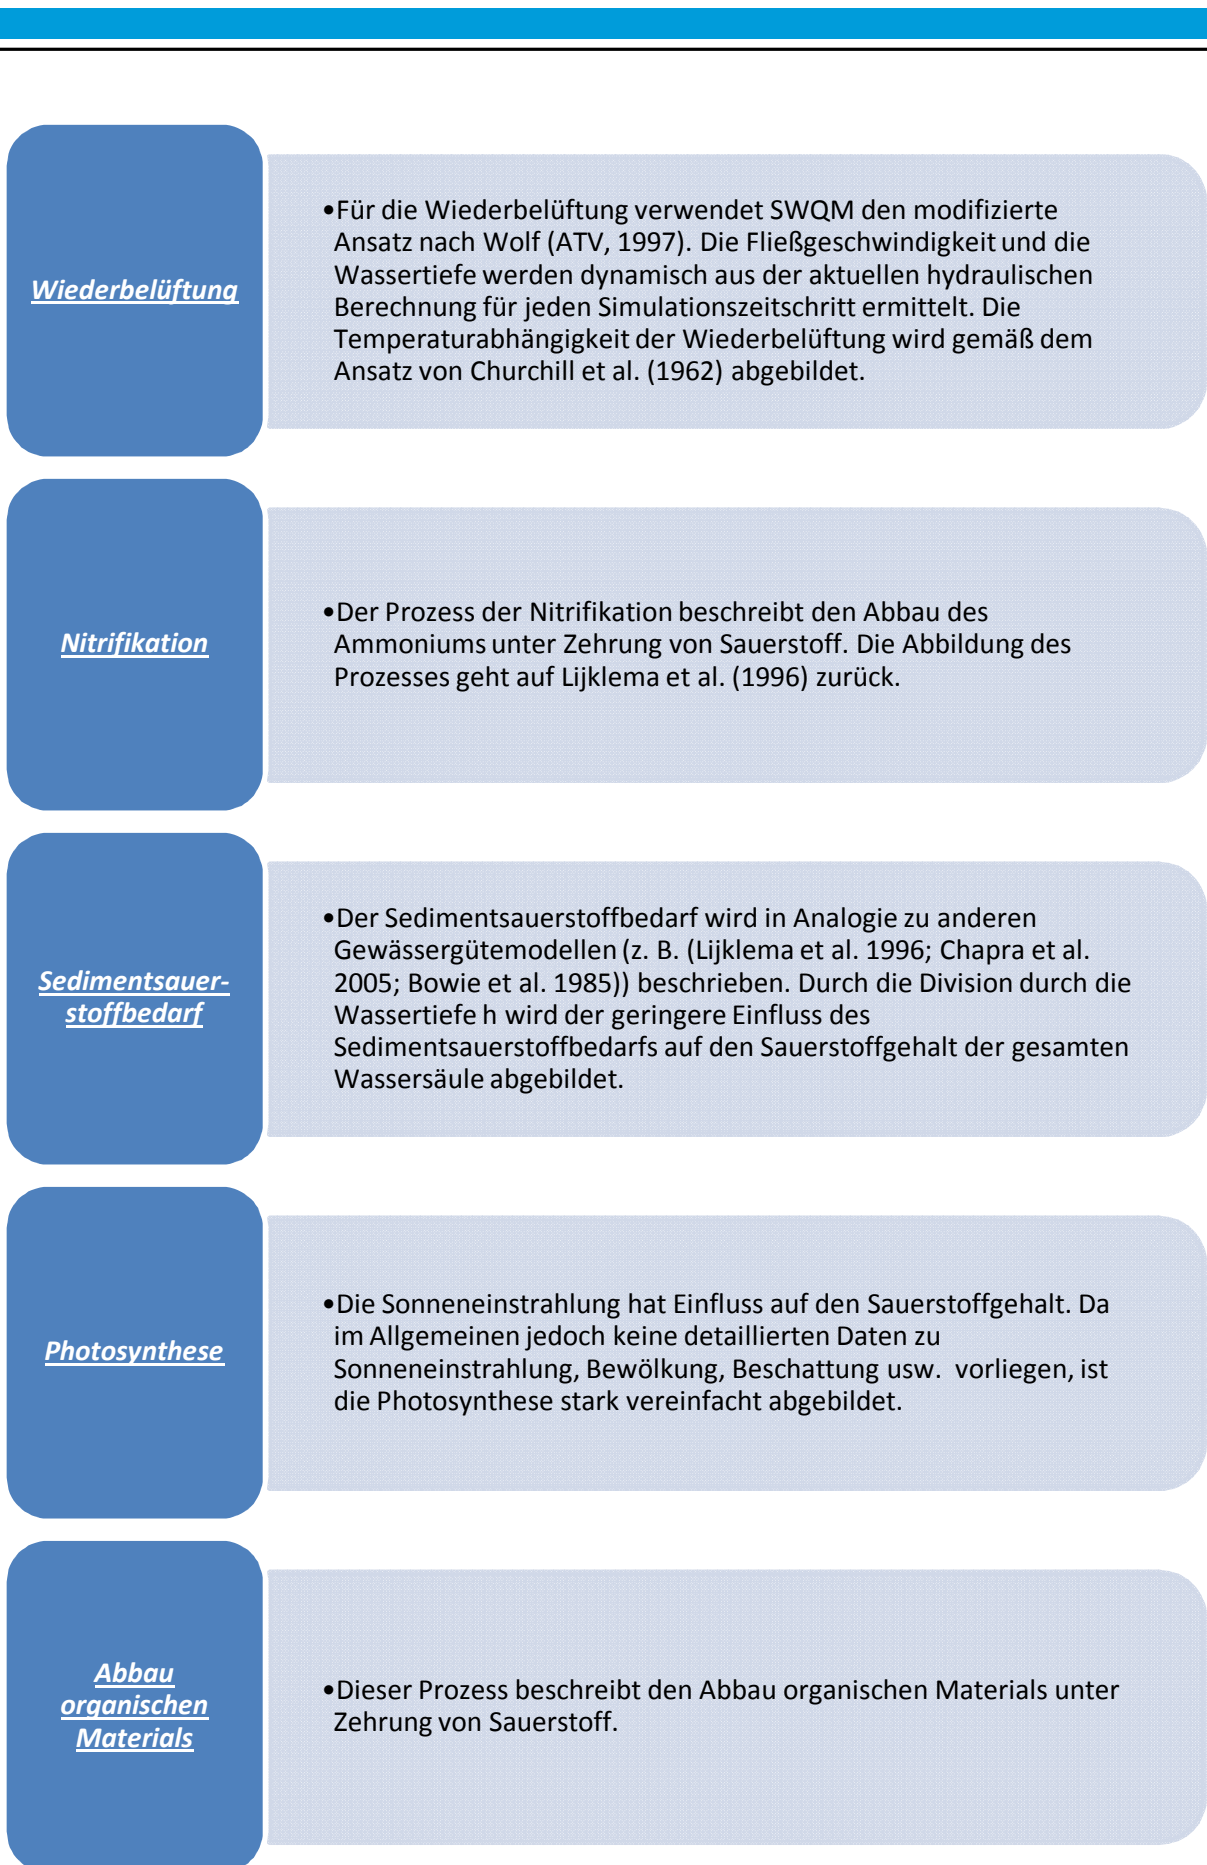 Wiederbelüftung
•Für die Wiederbelüftung verwendet SWQM den modifizierte
Ansatz nach Wolf (ATV, 1997). Die Fließgeschwindigkeit und die
Wassertiefe werden dynamisch aus der aktuellen hydraulischen
Berechnung für jeden Simulationszeitschritt ermittelt. Die
Temperaturabhängigkeit der Wiederbelüftung wird gemäß dem
Ansatz von Churchill et al. (1962) abgebildet.
Nitrifikation
•Der Prozess der Nitrifikation beschreibt den Abbau des
Ammoniums unter Zehrung von Sauerstoff. Die Abbildung des
Prozesses geht auf Lijklema et al. (1996) zurück.
Sedimentsauer-
stoffbedarf
•Der Sedimentsauerstoffbedarf wird in Analogie zu anderen
Gewässergütemodellen (z. B. (Lijklema et al. 1996; Chapra et al.
2005; Bowie et al. 1985)) beschrieben. Durch die Division durch die
Wassertiefe h wird der geringere Einfluss des
Sedimentsauerstoffbedarfs auf den Sauerstoffgehalt der gesamten
Wassersäule abgebildet.
Photosynthese
•Die Sonneneinstrahlung hat Einfluss auf den Sauerstoffgehalt. Da
im Allgemeinen jedoch keine detaillierten Daten zu
Sonneneinstrahlung, Bewölkung, Beschattung usw.  vorliegen, ist
die Photosynthese stark vereinfacht abgebildet.
Abbau
organischen
Materials
•Dieser Prozess beschreibt den Abbau organischen Materials unter
Zehrung von Sauerstoff.